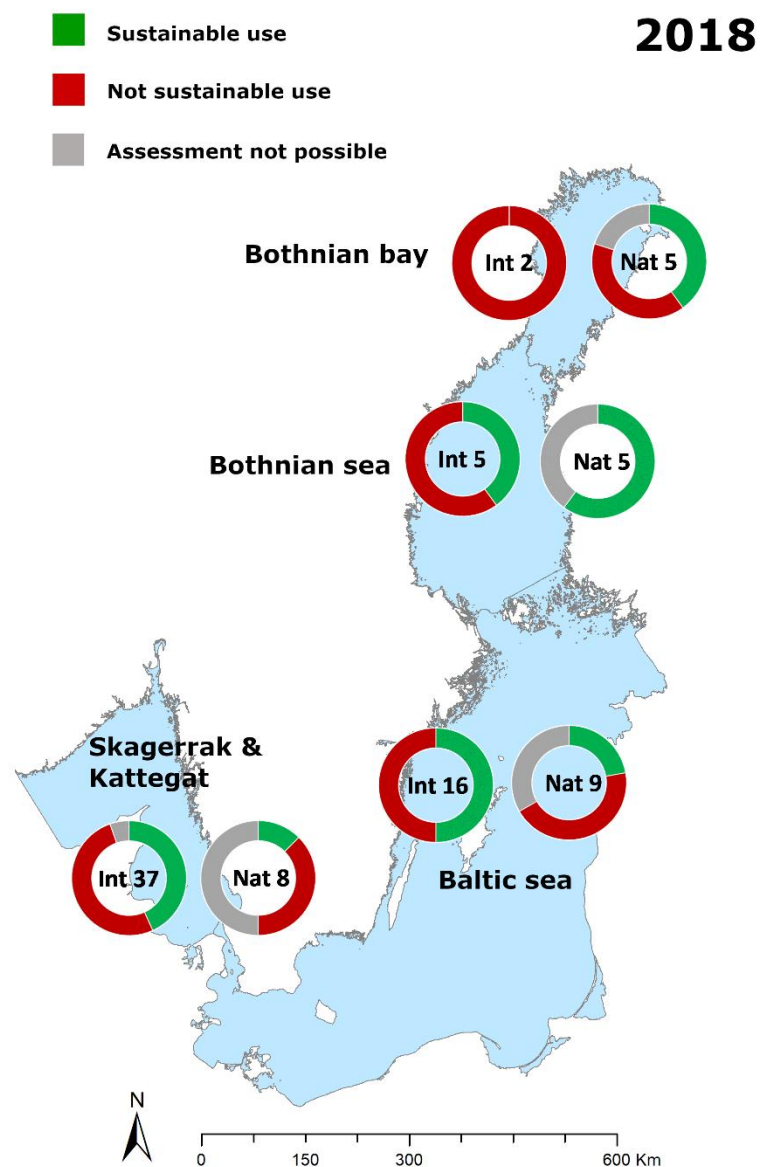 Sustainable use
2018
Not sustainable use
Assessment not possible
Bothnian bay
Int 2
Nat 5
Bothnian sea
Int 5
Nat 5
Skagerrak &
Kattegat
Int 16
Nat 9
Int 37
Nat 8
Baltic sea
N
0 150 300 600 Km